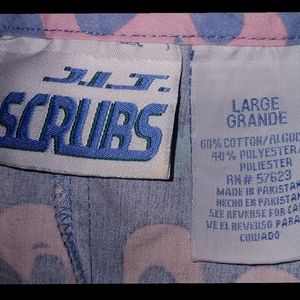 J.I.T.
SCRUBS
LARGE
GRANDE
60% COTTON/ALGOD
40% POLYESTER/
POLIESTER
RN# 57623
MADE IN PAKISTAN
HECHO EN PAKISTAN
SEE REVERSE FOR CA
VE EL REVERSO PARA
CUIDADO